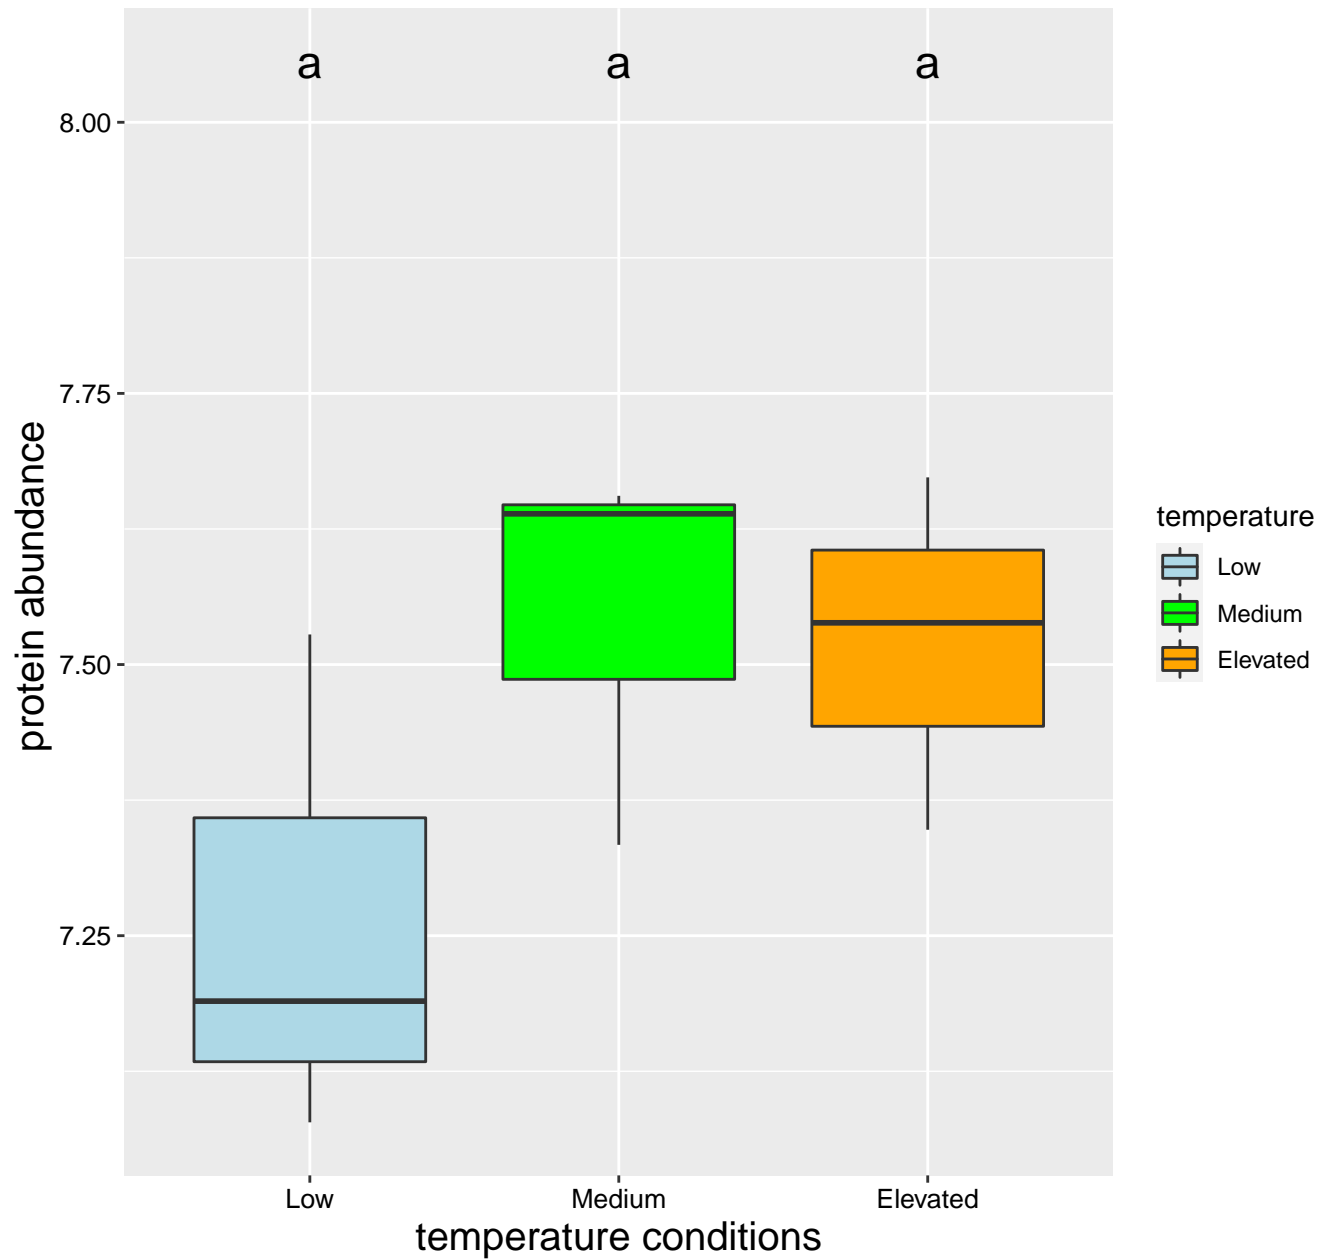 a a a
8.00
7.75
7.50
7.25
protein abundance
Low Medium Elevated
temperature conditions
temperature
Low
Medium
Elevated